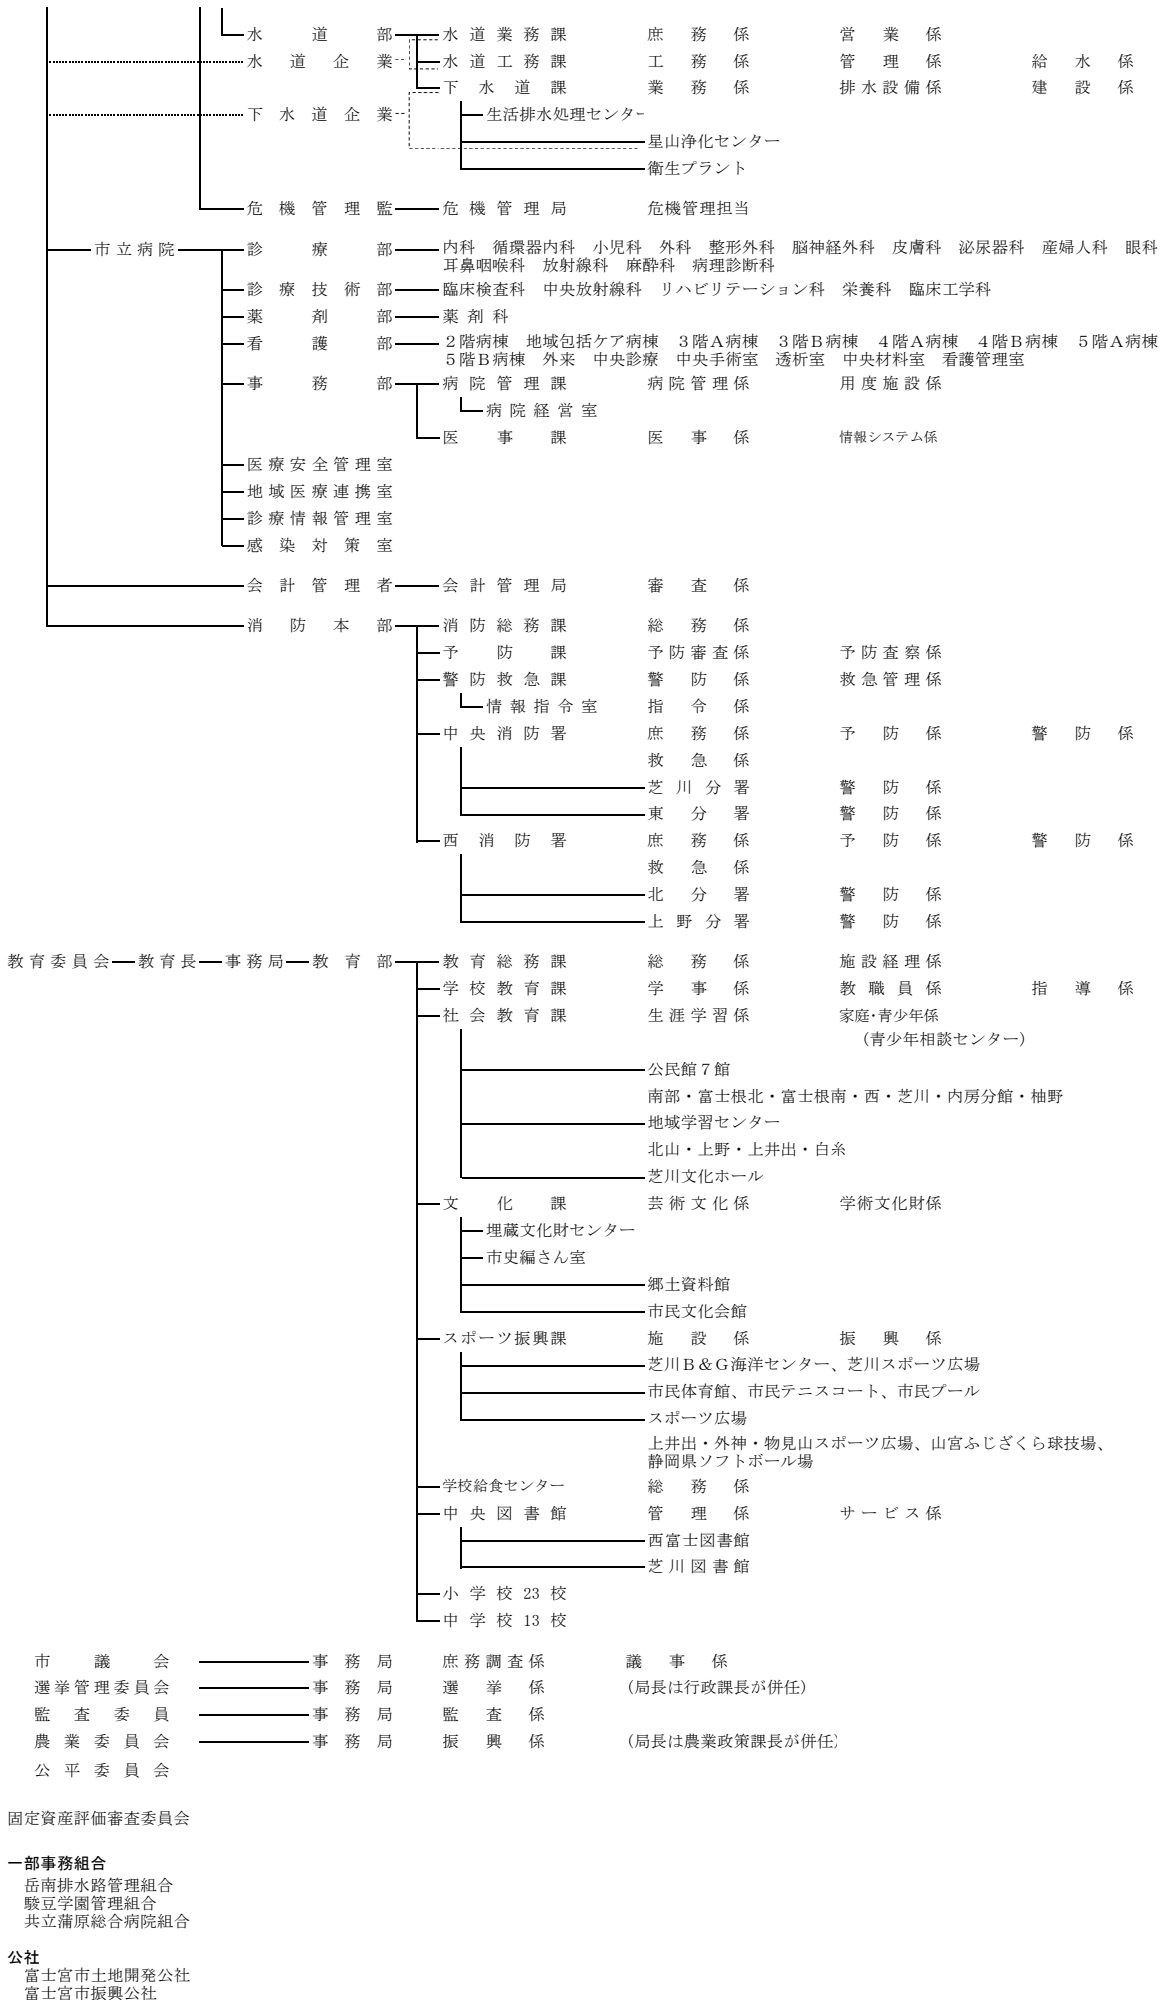 水道部 水道業務課 庶務係 営業係
水道企業 水道工務課 工務係 管理係 給水係
下水道課 業務係 排水設備係 建設係
下水道企業 生活排水処理センター
星山浄化センター
衛生プラント
危機管理監 危機管理局 危機管理担当
市立病院 診療部 内科 循環器内科 小児科 外科 整形外科 脳神経外科 皮膚科 泌尿器科 産婦人科 眼科
耳鼻咽喉科 放射線科 麻酔科 病理診断科
診療技術部 臨床検査科 中央放射線科 リハビリテーション科 栄養科 臨床工学科
薬剤部 薬剤科
看護部 2階病棟 地域包括ケア病棟 3階A病棟 3階B病棟 4階A病棟 4階B病棟 5階A病棟
5階B病棟 外来 中央診療 中央手術室 透析室 中央材料室 看護管理室
事務部 病院管理課 病院管理係 用度施設係
病院経営室
医事課 医事係 情報システム係
医療安全管理室
地域医療連携室
診療情報管理室
感染対策室
会計管理者 会計管理局 審査係
消防本部 消防総務課 総務係
予防課 予防審査係 予防査察係
警防救急課 警防係 救急管理係
情報指令室 指令係
中央消防署 庶務係 予防係 警防係
救急係
芝川分署 警防係
東分署 警防係
西消防署 庶務係 予防係 警防係
救急係
北分署 警防係
上野分署 警防係
教育委員会 教育長 事務局 教育部 教育総務課 総務係 施設経理係
学校教育課 学事係 教職員係 指導係
社会教育課 生涯学習係 家庭・青少年係
（青少年相談センター）
公民館7館
南部・富士根北・富士根南・西・芝川・内房分館・柚野
地域学習センター
北山・上野・上井出・白糸
芝川文化ホール
文化課 芸術文化係 学術文化財係
埋蔵文化財センター
市史編さん室
郷土資料館
市民文化会館
スポーツ振興課 施設係 振興係
芝川B＆G海洋センター、芝川スポーツ広場
市民体育館、市民テニスコート、市民プール
スポーツ広場
上井出・外神・物見山スポーツ広場、山宮ふじざくら球技場、
静岡県ソフトボール場
学校給食センター 総務係
中央図書館 管理係 サービス係
西富士図書館
芝川図書館
小学校 23 校
中学校 13 校
市議会 事務局 庶務調査係 議事係
選挙管理委員会 事務局 選挙係 （局長は行政課長が併任）
監査委員 事務局 監査係
農業委員会 事務局 振興係 （局長は農業政策課長が併任）
公平委員会
固定資産評価審査委員会
一部事務組合
岳南排水路管理組合
駿豆学園管理組合
共立蒲原総合病院組合
公社
富士宮市土地開発公社
富士宮市振興公社